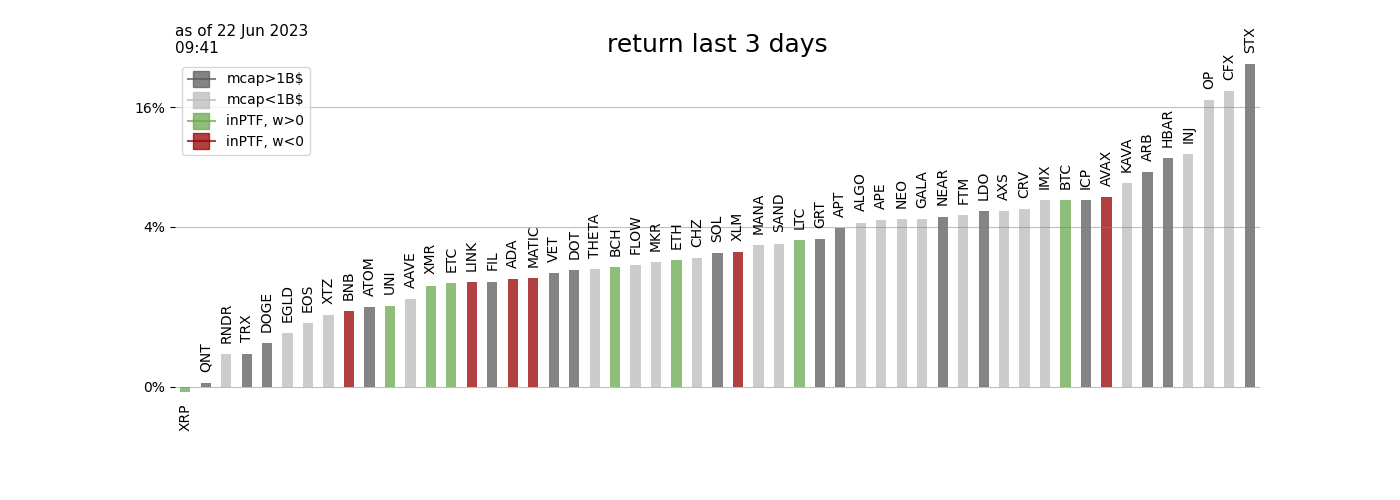 as of 22 Jun 2023
09:41
return last 3 days
mcap>1B$
mcap<1B$
inPTF, w>0
inPTF, w<0
16%
4%
0%
XRP
QNT
RNDR
TRX
DOGE
EGLD
EOS
XTZ
BNB
ATOM
UNI
AAVE
XMR
ETC
LINK
FIL
ADA
MATIC
VET
DOT
THETA
BCH
FLOW
MKR
ETH
CHZ
SOL
XLM
MANA
SAND
LTC
GRT
APT
ALGO
APE
NEO
GALA
NEAR
FTM
LDO
AXS
CRV
IMX
BTC
ICP
AVAX
KAVA
ARB
HBAR
INJ
OP
CFX
STX